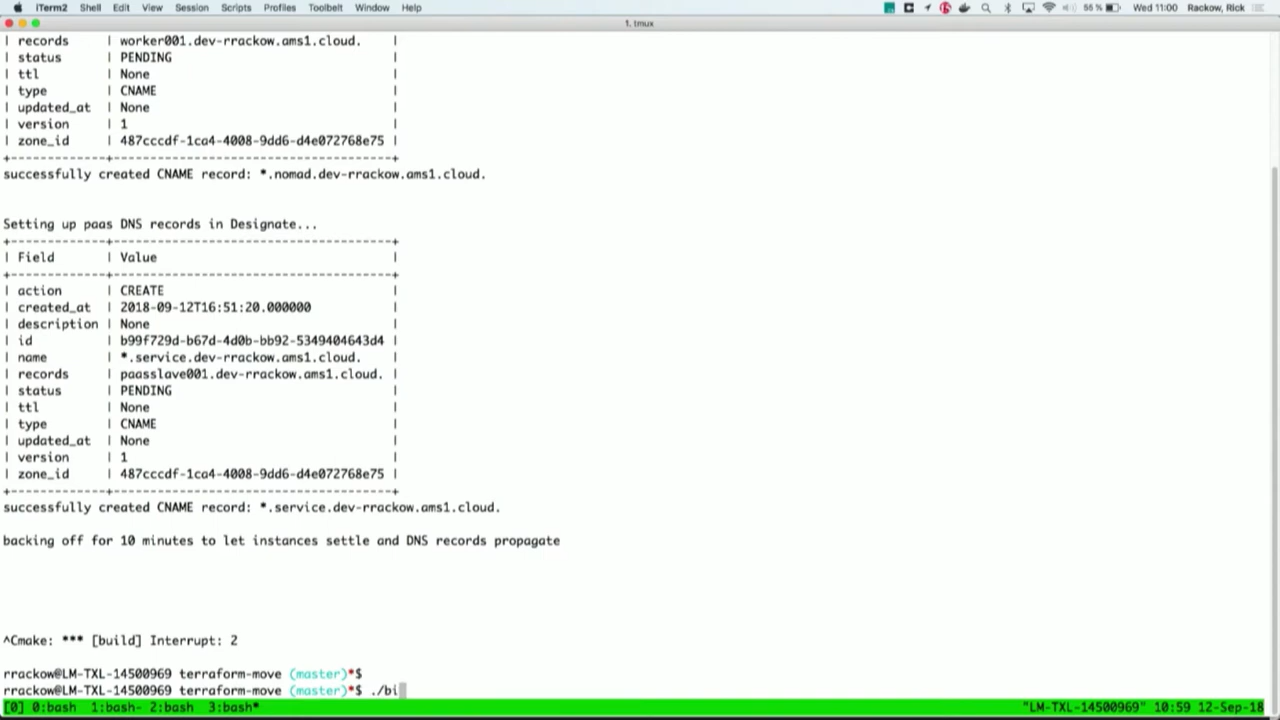 iTerm2 Shell Edit View Session Scripts Profiles Toolbelt Window Help 56 % Wed 11:00 Rackow, Rick
1. tmux
| records | worker001.dev-rrackow.ams1.cloud. |
| status | PENDING |
| ttl | None |
| type | CNAME |
| updated_at | None |
| version | 1 |
| zone_id | 487cccdf-1ca4-4008-9dd6-d4e072768e75 |
+-------------+--------------------------------------+
successfully created CNAME record: *.nomad.dev-rrackow.ams1.cloud.
Setting up paas DNS records in Designate...
+-------------+--------------------------------------+
| Field | Value |
+-------------+--------------------------------------+
| action | CREATE |
| created_at | 2018-09-12T16:51:20.000000 |
| description | None |
| id | b99f729d-b67d-4d0b-bb92-5349404643d4 |
| name | *.service.dev-rrackow.ams1.cloud. |
| records | paasslave001.dev-rrackow.ams1.cloud. |
| status | PENDING |
| ttl | None |
| type | CNAME |
| updated_at | None |
| version | 1 |
| zone_id | 487cccdf-1ca4-4008-9dd6-d4e072768e75 |
+-------------+--------------------------------------+
successfully created CNAME record: *.service.dev-rrackow.ams1.cloud.
backing off for 10 minutes to let instances settle and DNS records propagate
^Cmake: *** [build] Interrupt: 2
rrackow@LM-TXL-14500969 terraform-move (master)*$
rrackow@LM-TXL-14500969 terraform-move (master)*$ ./bi
[0] 0:bash 1:bash- 2:bash 3:bash* "LM-TXL-14500969" 10:59 12-Sep-18